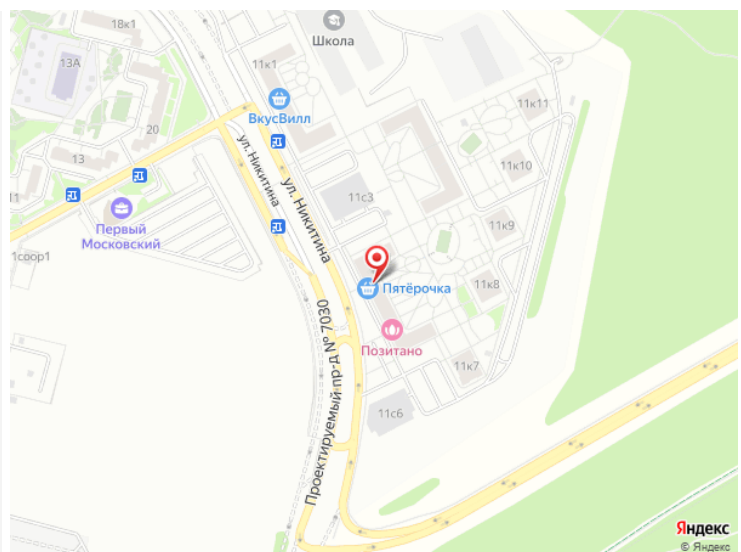 18к1
Школа
13А
11к1
ВкусВилл
11к11
20
13
ул. Никитина
ул. Никитина
11с3
11к10
11
Первый
Московский
11к9
1соор1
Пятёрочка
11к8
Проектируемый пр-д № 7030
Позитано
11к7
11с6
Яндекс
© Яндекс